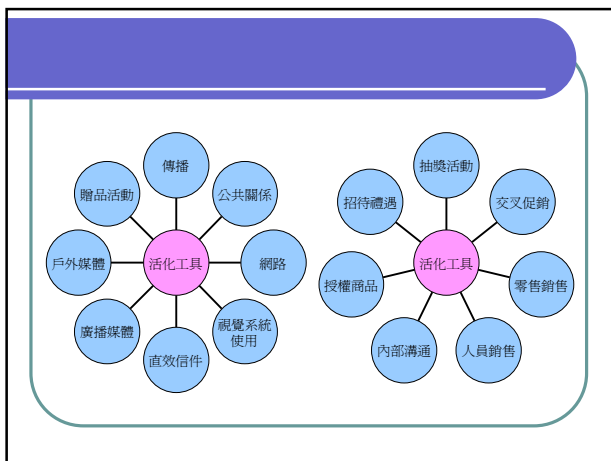 傳播
贈品活動
公共關係
戶外媒體
活化工具
網路
廣播媒體
視覺系統
使用
直效信件
抽獎活動
招待禮遇
交叉促銷
活化工具
授權商品
零售銷售
內部溝通
人員銷售